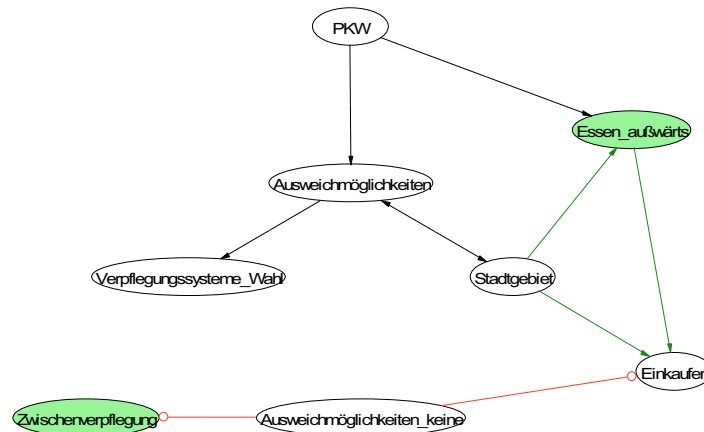 PKW
Essen_außwärts
Ausweichmöglichkeiten
Verpflegungssysteme_Wahl
Stadtgebiet
Einkaufen
Zwischenverpflegung
Ausweichmöglichkeiten_keine